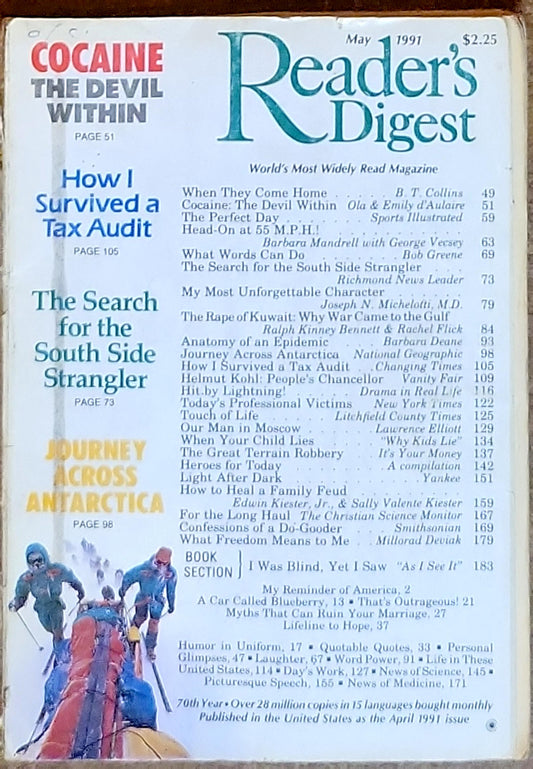 COCAINE
THE DEVIL
WITHIN
PAGE 51
How I
Survived a
Tax Audit
PAGE 105
The Search
for the
South Side
Strangler
PAGE 73
JOURNEY
ACROSS
ANTARCTICA
PAGE 98
May 1991 $2.25
Reader's
Digest
World's Most Widely Read Magazine
When They Come Home . . . . . B. T. Collins 49
Cocaine: The Devil Within Ola & Emily d'Aulaire 51
The Perfect Day . . . . . . . Sports Illustrated 59
Head-On at 55 M.P.H.! . . . . . . . . . .
Barbara Mandrell with George Vecsey 63
What Words Can Do . . . . . . . Bob Greene 69
The Search for the South Side Strangler . . .
Richmond News Leader 73
My Most Unforgettable Character . . . . . .
Joseph N. Michelotti, M.D. 79
The Rape of Kuwait: Why War Came to the Gulf
Ralph Kinney Bennett & Rachel Flick 84
Anatomy of an Epidemic . . . . Barbara Deane 93
Journey Across Antarctica National Geographic 98
How I Survived a Tax Audit . . Changing Times 105
Helmut Kohl: People's Chancellor Vanity Fair 109
Hit by Lightning! . . . . . Drama in Real Life 116
Today's Professional Victims New York Times 122
Touch of Life . . . . . . Litchfield County Times 125
Our Man in Moscow . . . . . Lawrence Elliott 129
When Your Child Lies . . . . . "Why Kids Lie" 134
The Great Terrain Robbery . . . It's Your Money 137
Heroes for Today . . . . . . . A compilation 142
Light After Dark . . . . . . . . . Yankee 151
How to Heal a Family Feud . . . . . . . .
Edwin Kiester, Jr., & Sally Valente Kiester 159
For the Long Haul The Christian Science Monitor 167
Confessions of a Do-Gooder . . . Smithsonian 169
What Freedom Means to Me . . Millorad Deviak 179
BOOK
SECTION I Was Blind, Yet I Saw "As I See It" 183
My Reminder of America, 2
A Car Called Blueberry, 13 ▪ That's Outrageous! 21
Myths That Can Ruin Your Marriage, 27
Lifeline to Hope, 37
Humor in Uniform, 17 ▪ Quotable Quotes, 33 ▪ Personal
Glimpses, 47 ▪ Laughter, 67 ▪ Word Power, 91 ▪ Life in These
United States, 114 ▪ Day's Work, 127 ▪ News of Science, 145 ▪
Picturesque Speech, 155 ▪ News of Medicine, 171
70th Year • Over 28 million copies in 15 languages bought monthly
Published in the United States as the April 1991 issue